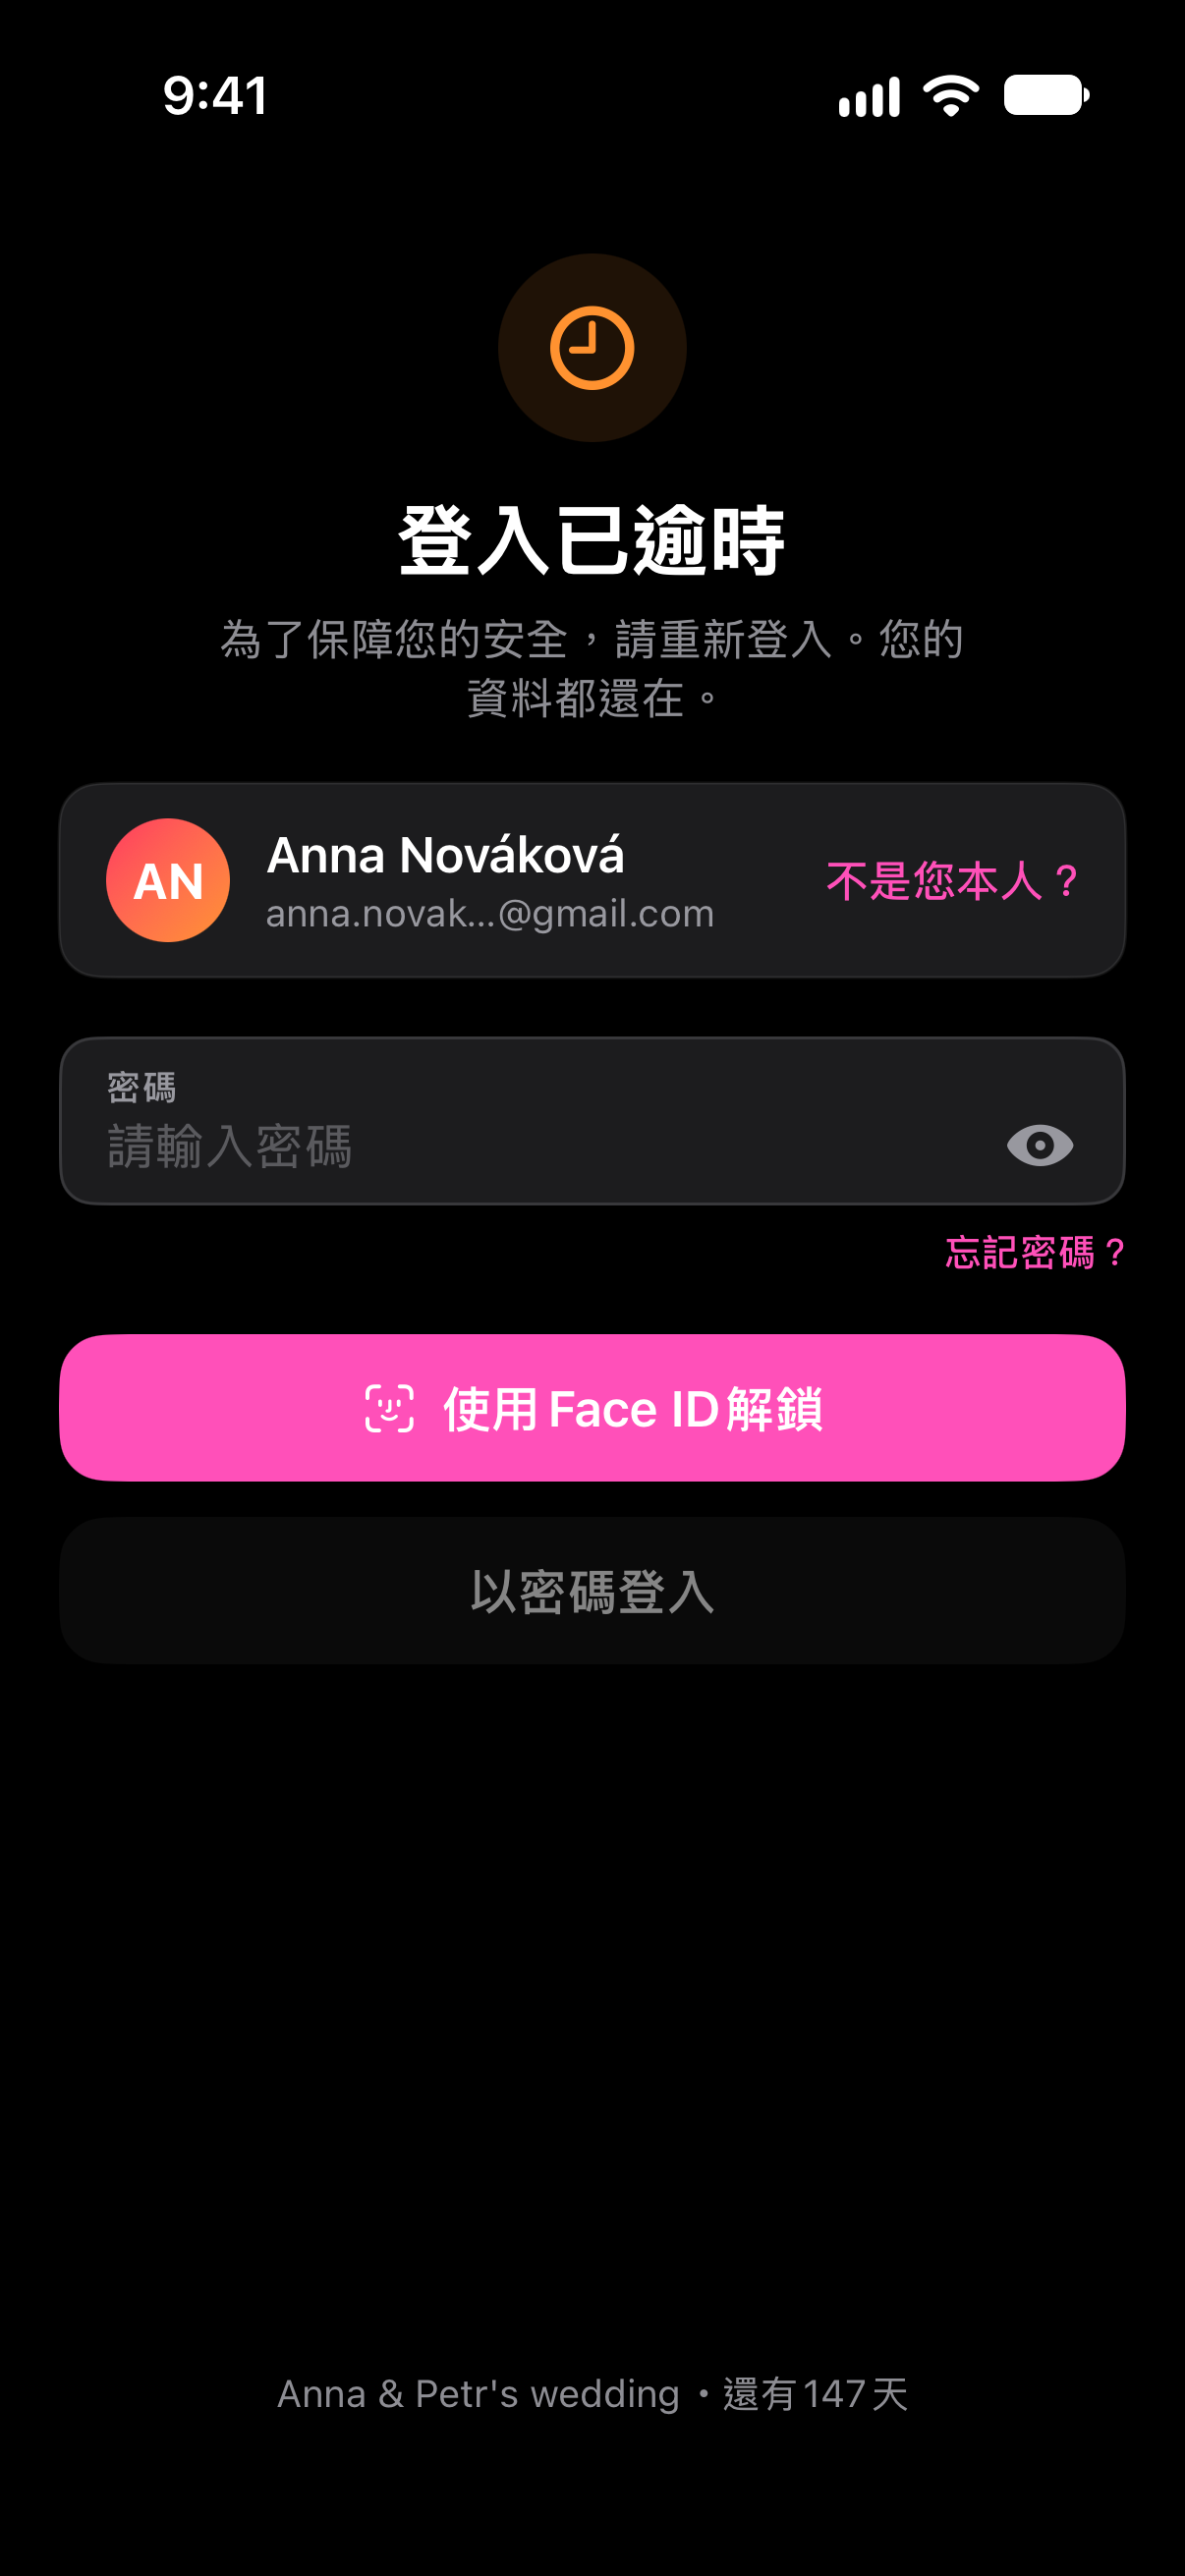 9:41
登入已逾時
為了保障您的安全，請重新登入。您的
資料都還在。
AN
Anna Nováková
anna.novak...@gmail.com
不是您本人？
密碼
請輸入密碼
忘記密碼？
使用 Face ID 解鎖
以密碼登入
Anna & Petr's wedding・還有 147 天